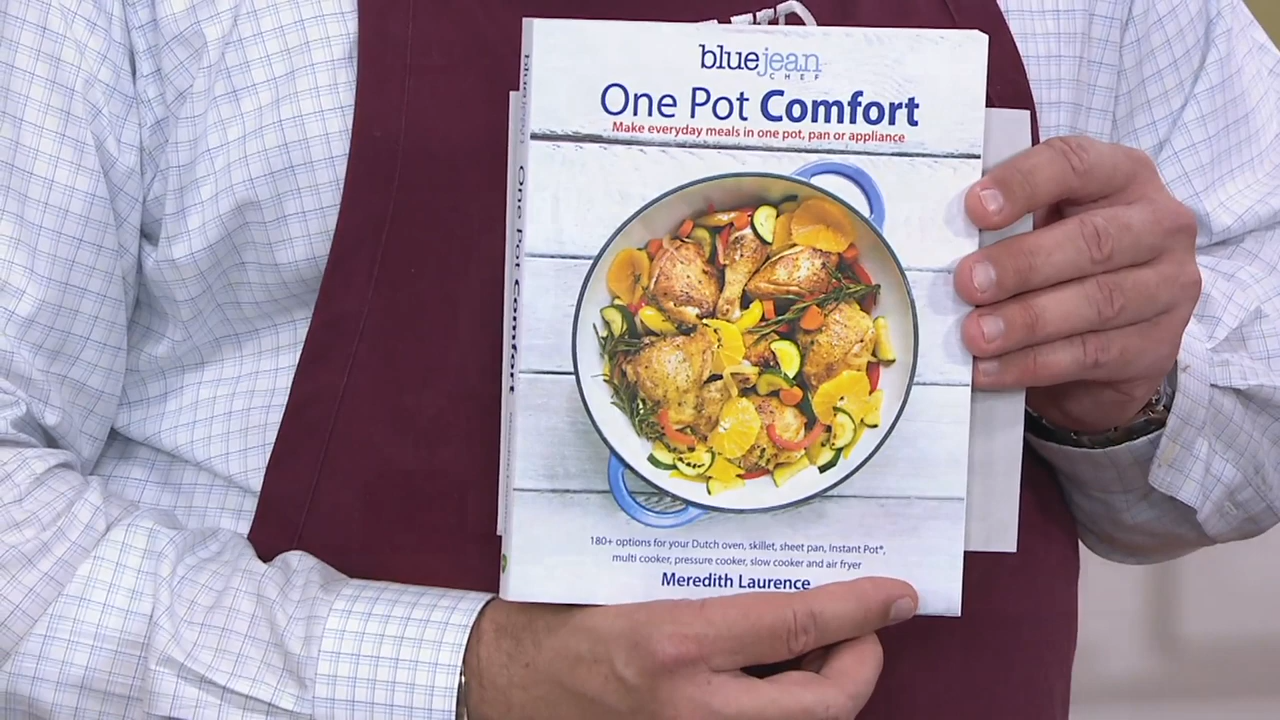 bluejean
CHEF
One Pot Comfort
Make everyday meals in one pot, pan or appliance
180+ options for your Dutch oven, skillet, sheet pan, Instant Pot®,
multi cooker, pressure cooker, slow cooker and air fryer
Meredith Laurence
bluejean
One Pot Comfort